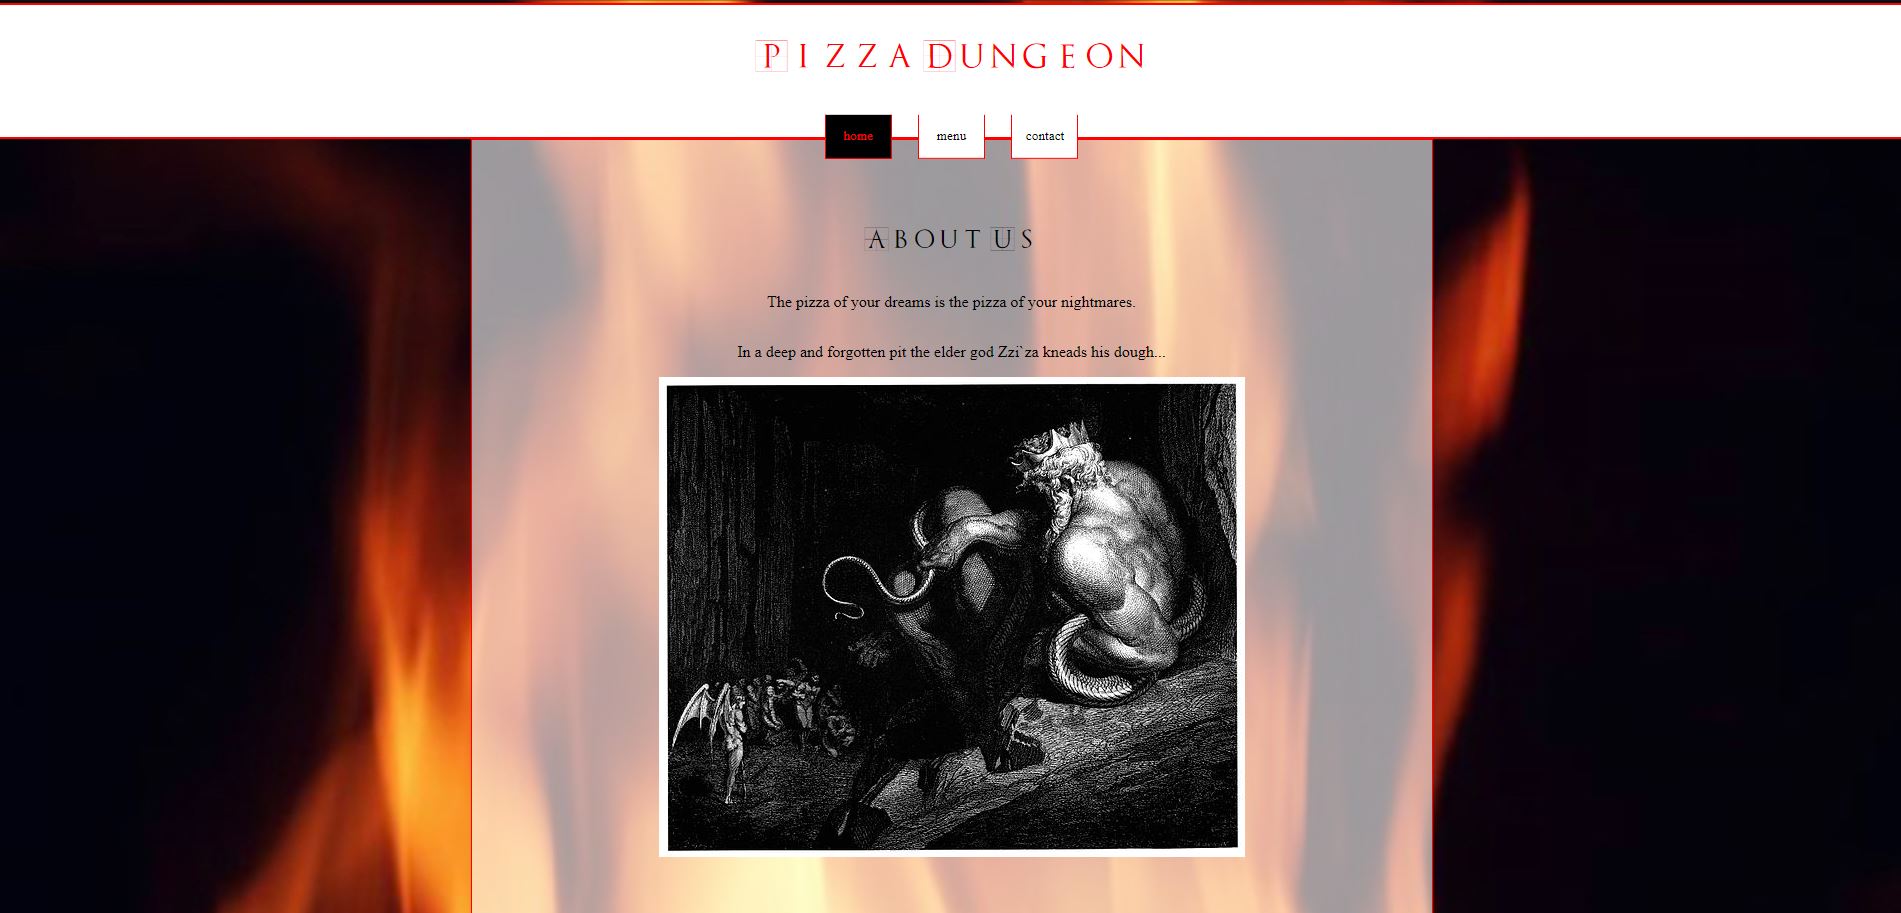 PIZZA DUNGEON
home menu contact
ABOUT US
The pizza of your dreams is the pizza of your nightmares.
In a deep and forgotten pit the elder god Zzi`za kneads his dough...